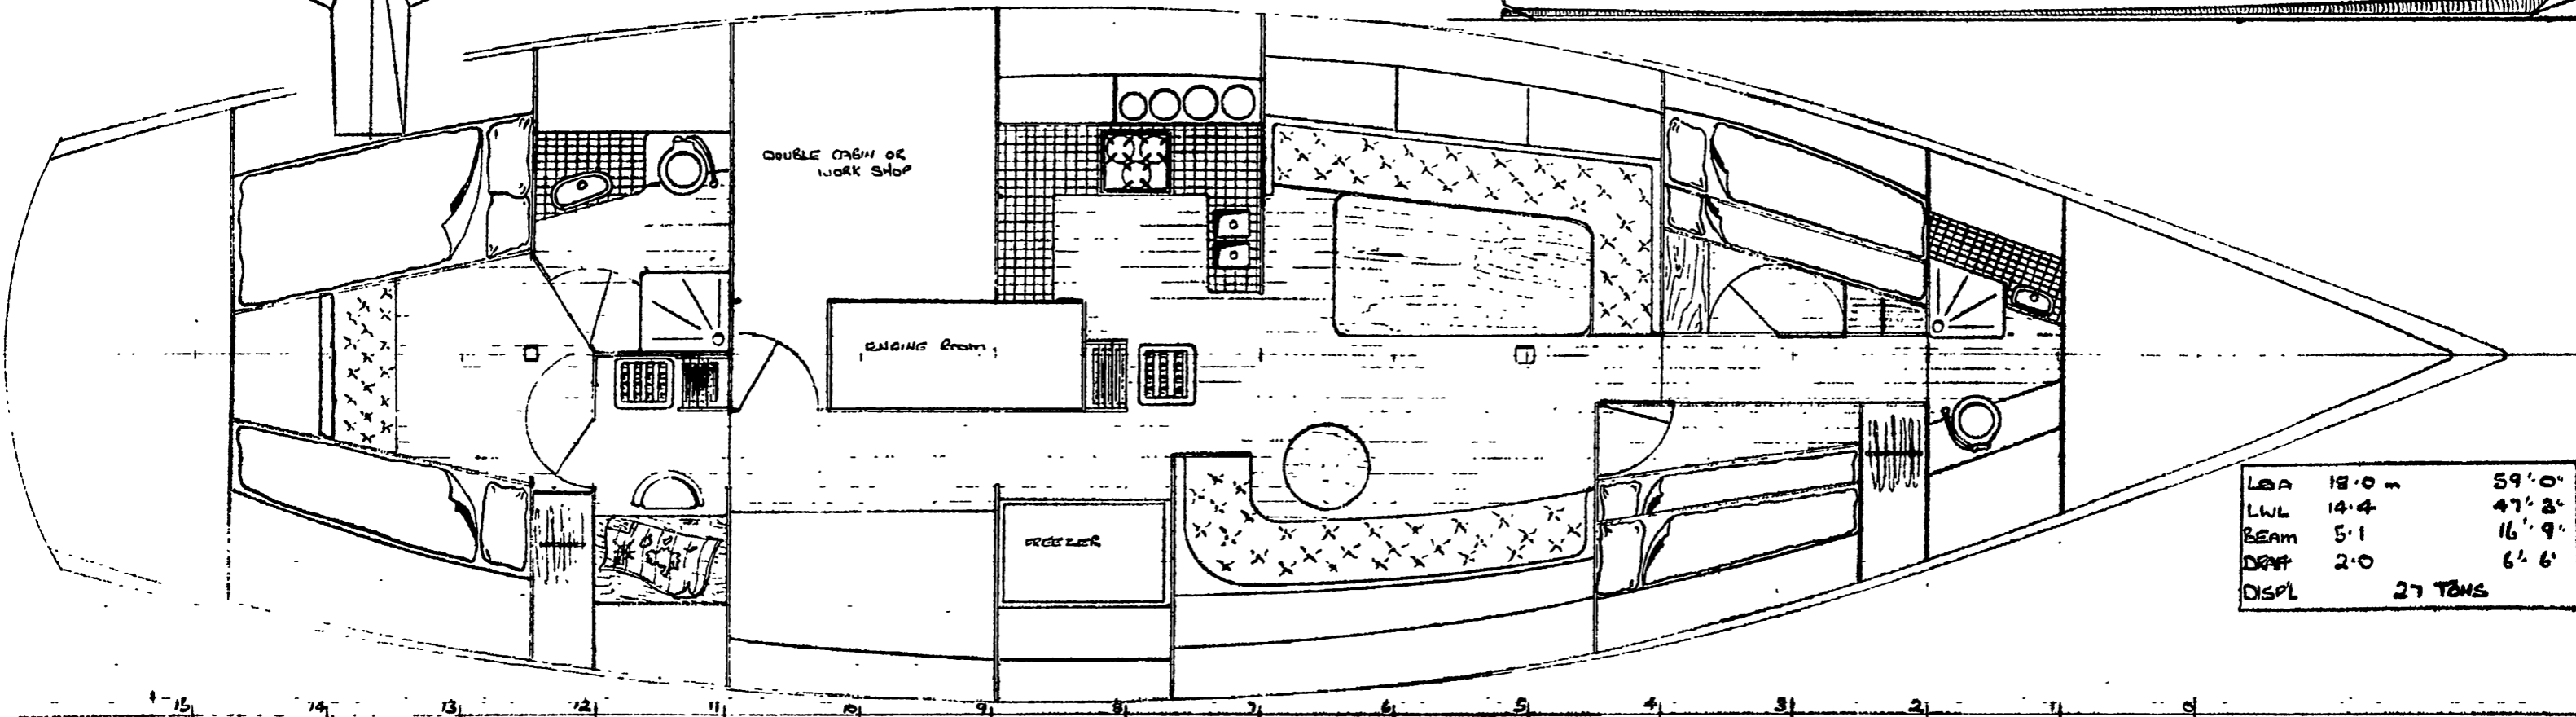 DOUBLE CABIN OR
WORK SHOP
ENGINE ROOM
FREEZER
LOA 18·0 m 59'·0"
LWL 14·4 47'·3"
BEAM 5·1 16'·9"
DRAFT 2·0 6'·6"
DISPL 27 TONS
15 14 13 12 11 10 9 8 7 6 5 4 3 2 1 0